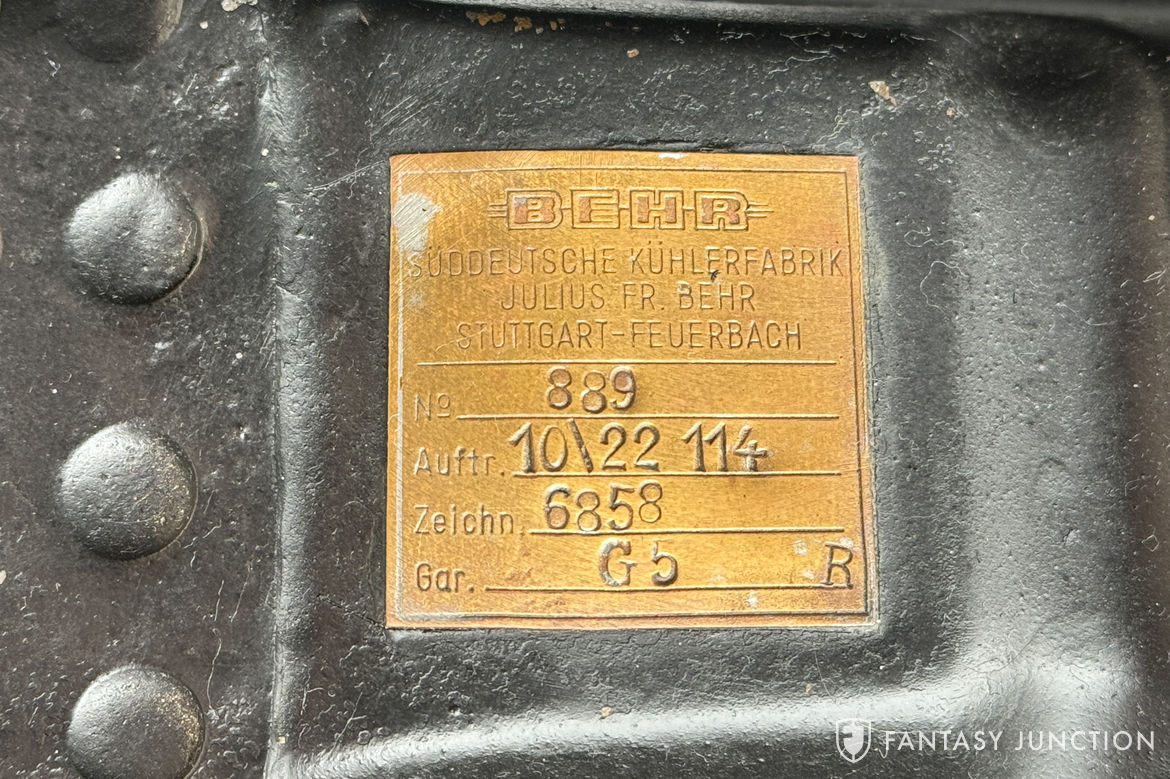 BEHR
SÜDDEUTSCHE KÜHLERFABRIK
JULIUS FR. BEHR
STUTTGART-FEUERBACH
Nº 889
Auftr. 10\22 114
Zeichn. 6858
Gar. G 5 R
FANTASY JUNCTION